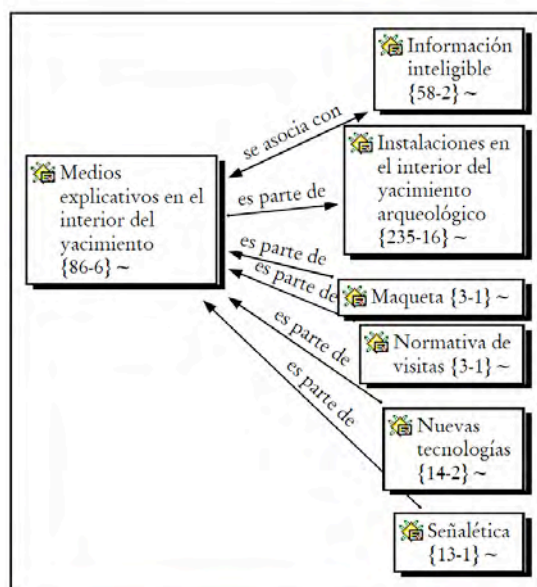 Información
inteligible
{58-2} ~
se asocia con
Instalaciones en
el interior del
yacimiento
arqueológico
{235-16} ~
Medios
explicativos en el
interior del
yacimiento
{86-6} ~
es parte de
es parte de
es parte de
Maqueta {3-1} ~
Normativa de
visitas {3-1} ~
es parte de
es parte de
Nuevas
tecnologías
{14-2} ~
Señalética
{13-1} ~